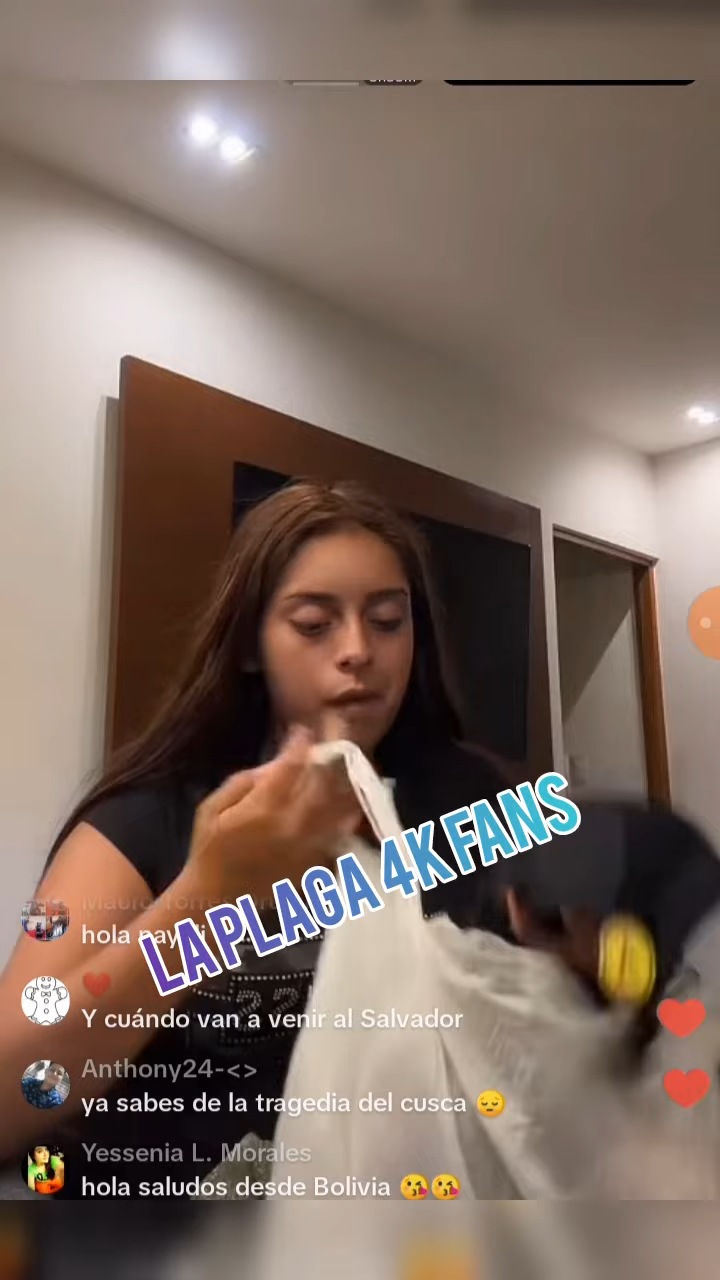 LA PLAGA 4K FANS
hola
Y cuándo van a venir al Salvador
Anthony24-<>
ya sabes de la tragedia del cusca 😔
Yessenia L. Morales
hola saludos desde Bolivia 😘😘